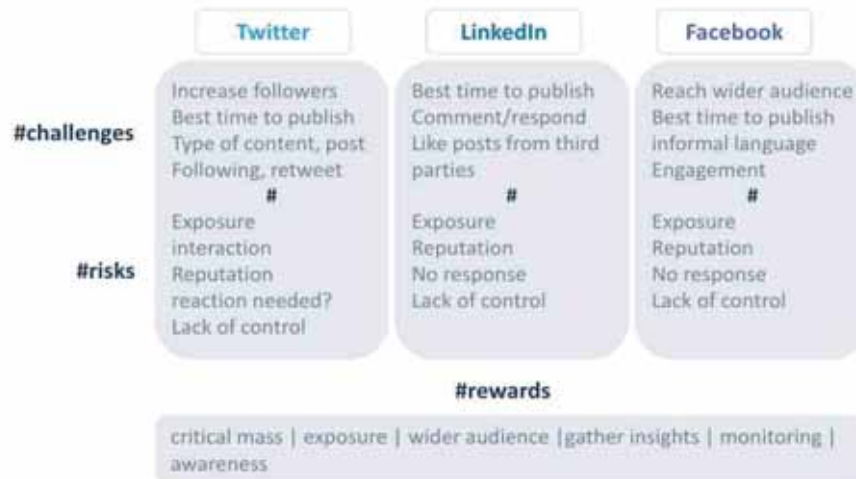 Twitter
LinkedIn
Facebook
#challenges
Increase followers
Best time to publish
Type of content, post
Following, retweet
#
Best time to publish
Comment/respond
Like posts from third
parties
#
Reach wider audience
Best time to publish
informal language
Engagement
#
#risks
Exposure
interaction
Reputation
reaction needed?
Lack of control
Exposure
Reputation
No response
Lack of control
Exposure
Reputation
No response
Lack of control
#rewards
critical mass | exposure | wider audience |gather insights | monitoring |
awareness